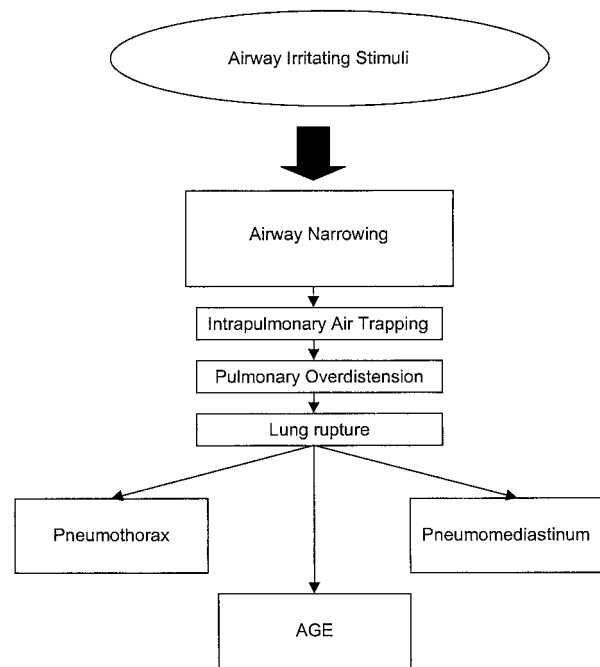 Airway Irritating Stimuli
Airway Narrowing
Intrapulmonary Air Trapping
Pulmonary Overdistension
Lung rupture
Pneumothorax
Pneumomediastinum
AGE